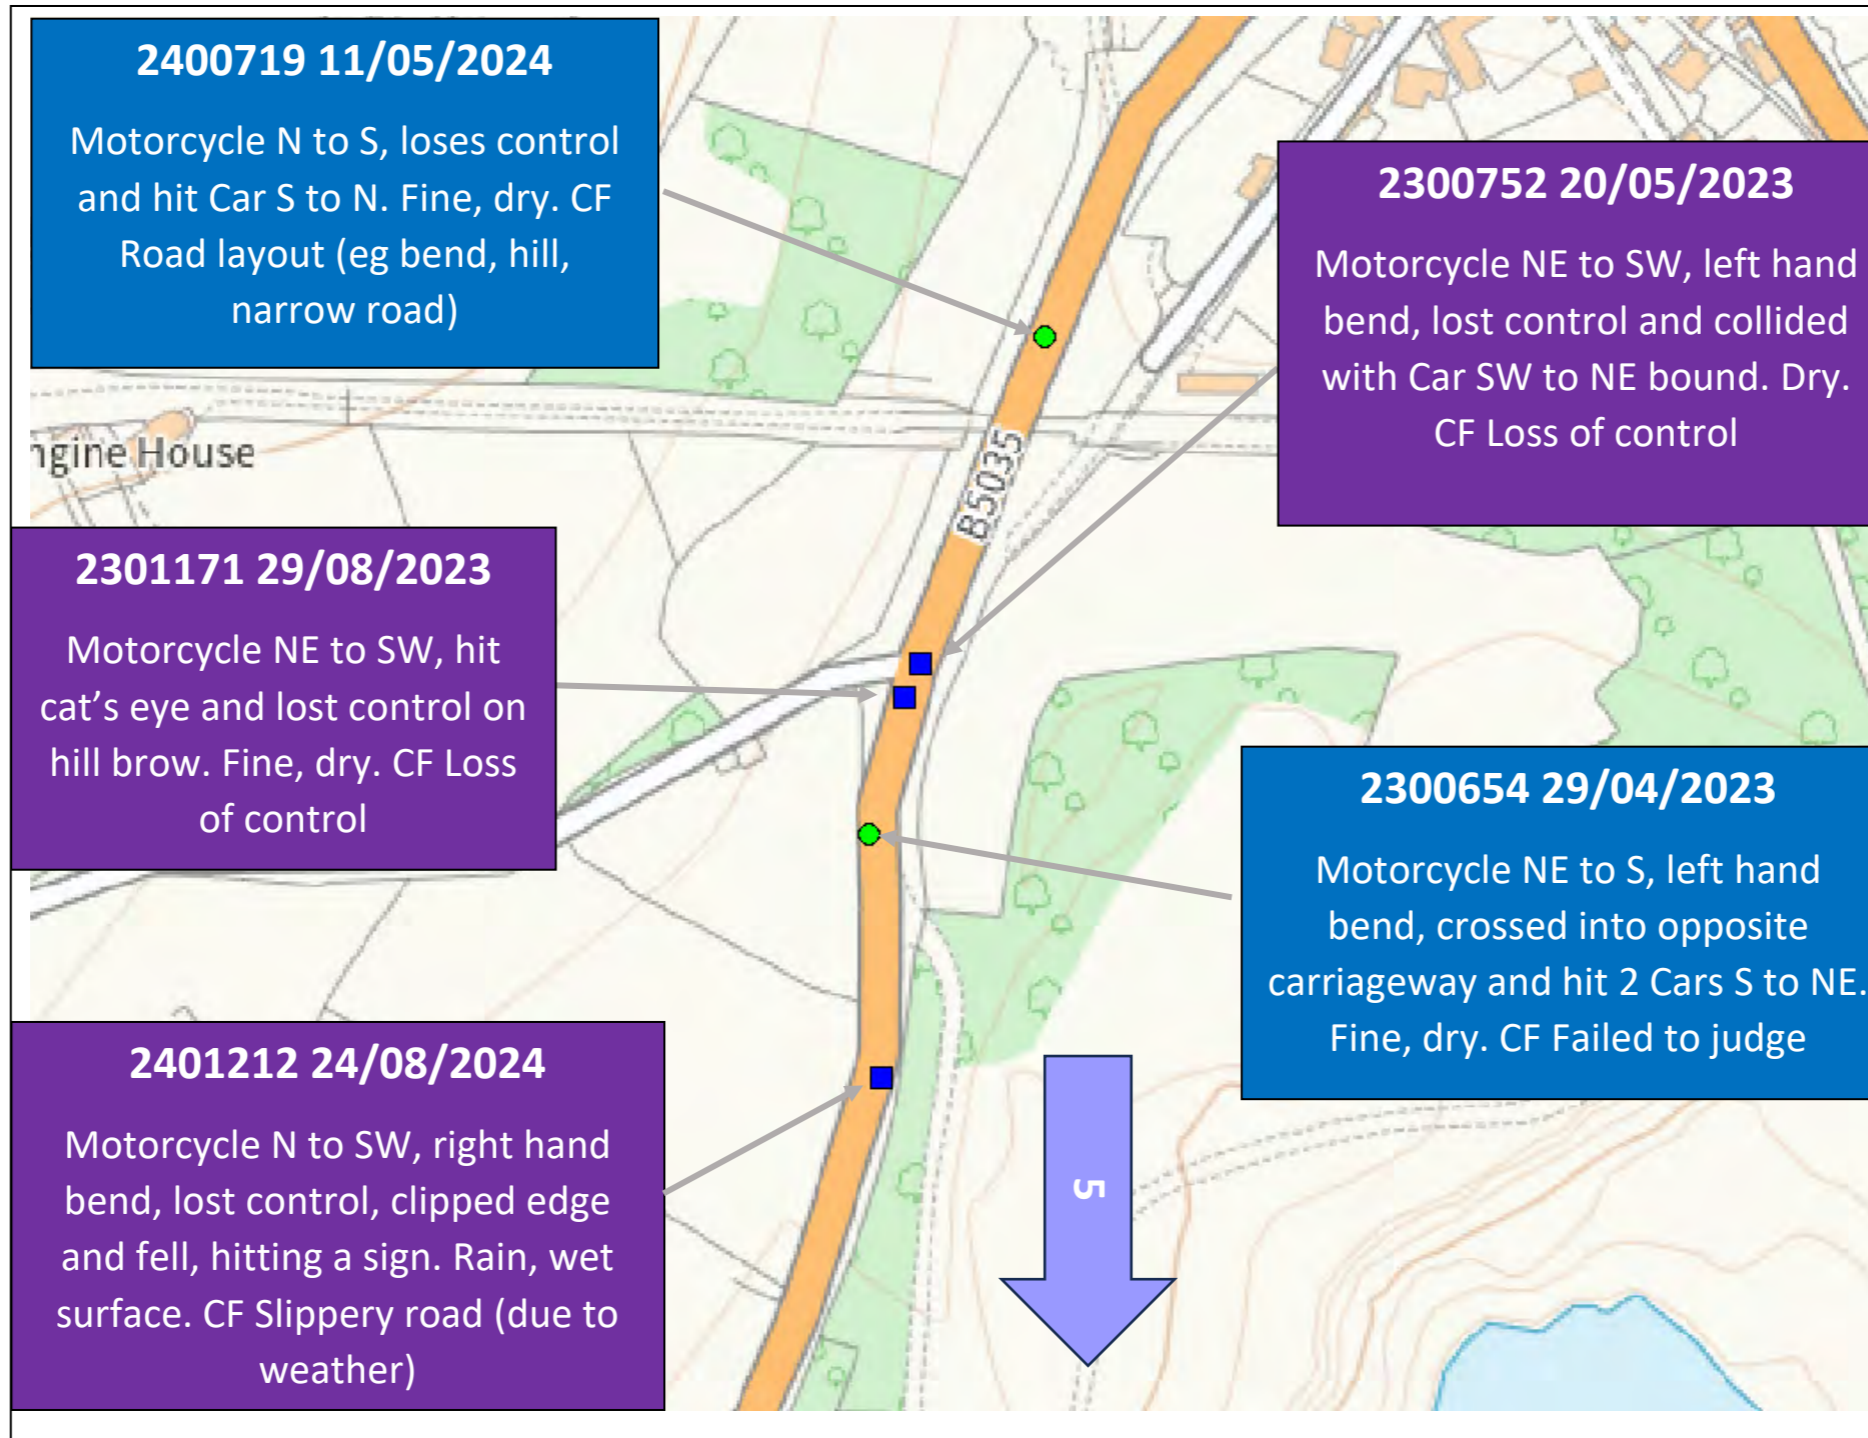 2400719 11/05/2024
Motorcycle N to S, loses control
and hit Car S to N. Fine, dry. CF
Road layout (eg bend, hill,
narrow road)
2300752 20/05/2023
Motorcycle NE to SW, left hand
bend, lost control and collided
with Car SW to NE bound. Dry.
CF Loss of control
ngine House
B5035
2301171 29/08/2023
Motorcycle NE to SW, hit
cat’s eye and lost control on
hill brow. Fine, dry. CF Loss
of control
2300654 29/04/2023
Motorcycle NE to S, left hand
bend, crossed into opposite
carriageway and hit 2 Cars S to NE.
Fine, dry. CF Failed to judge
2401212 24/08/2024
Motorcycle N to SW, right hand
bend, lost control, clipped edge
and fell, hitting a sign. Rain, wet
surface. CF Slippery road (due to
weather)
5